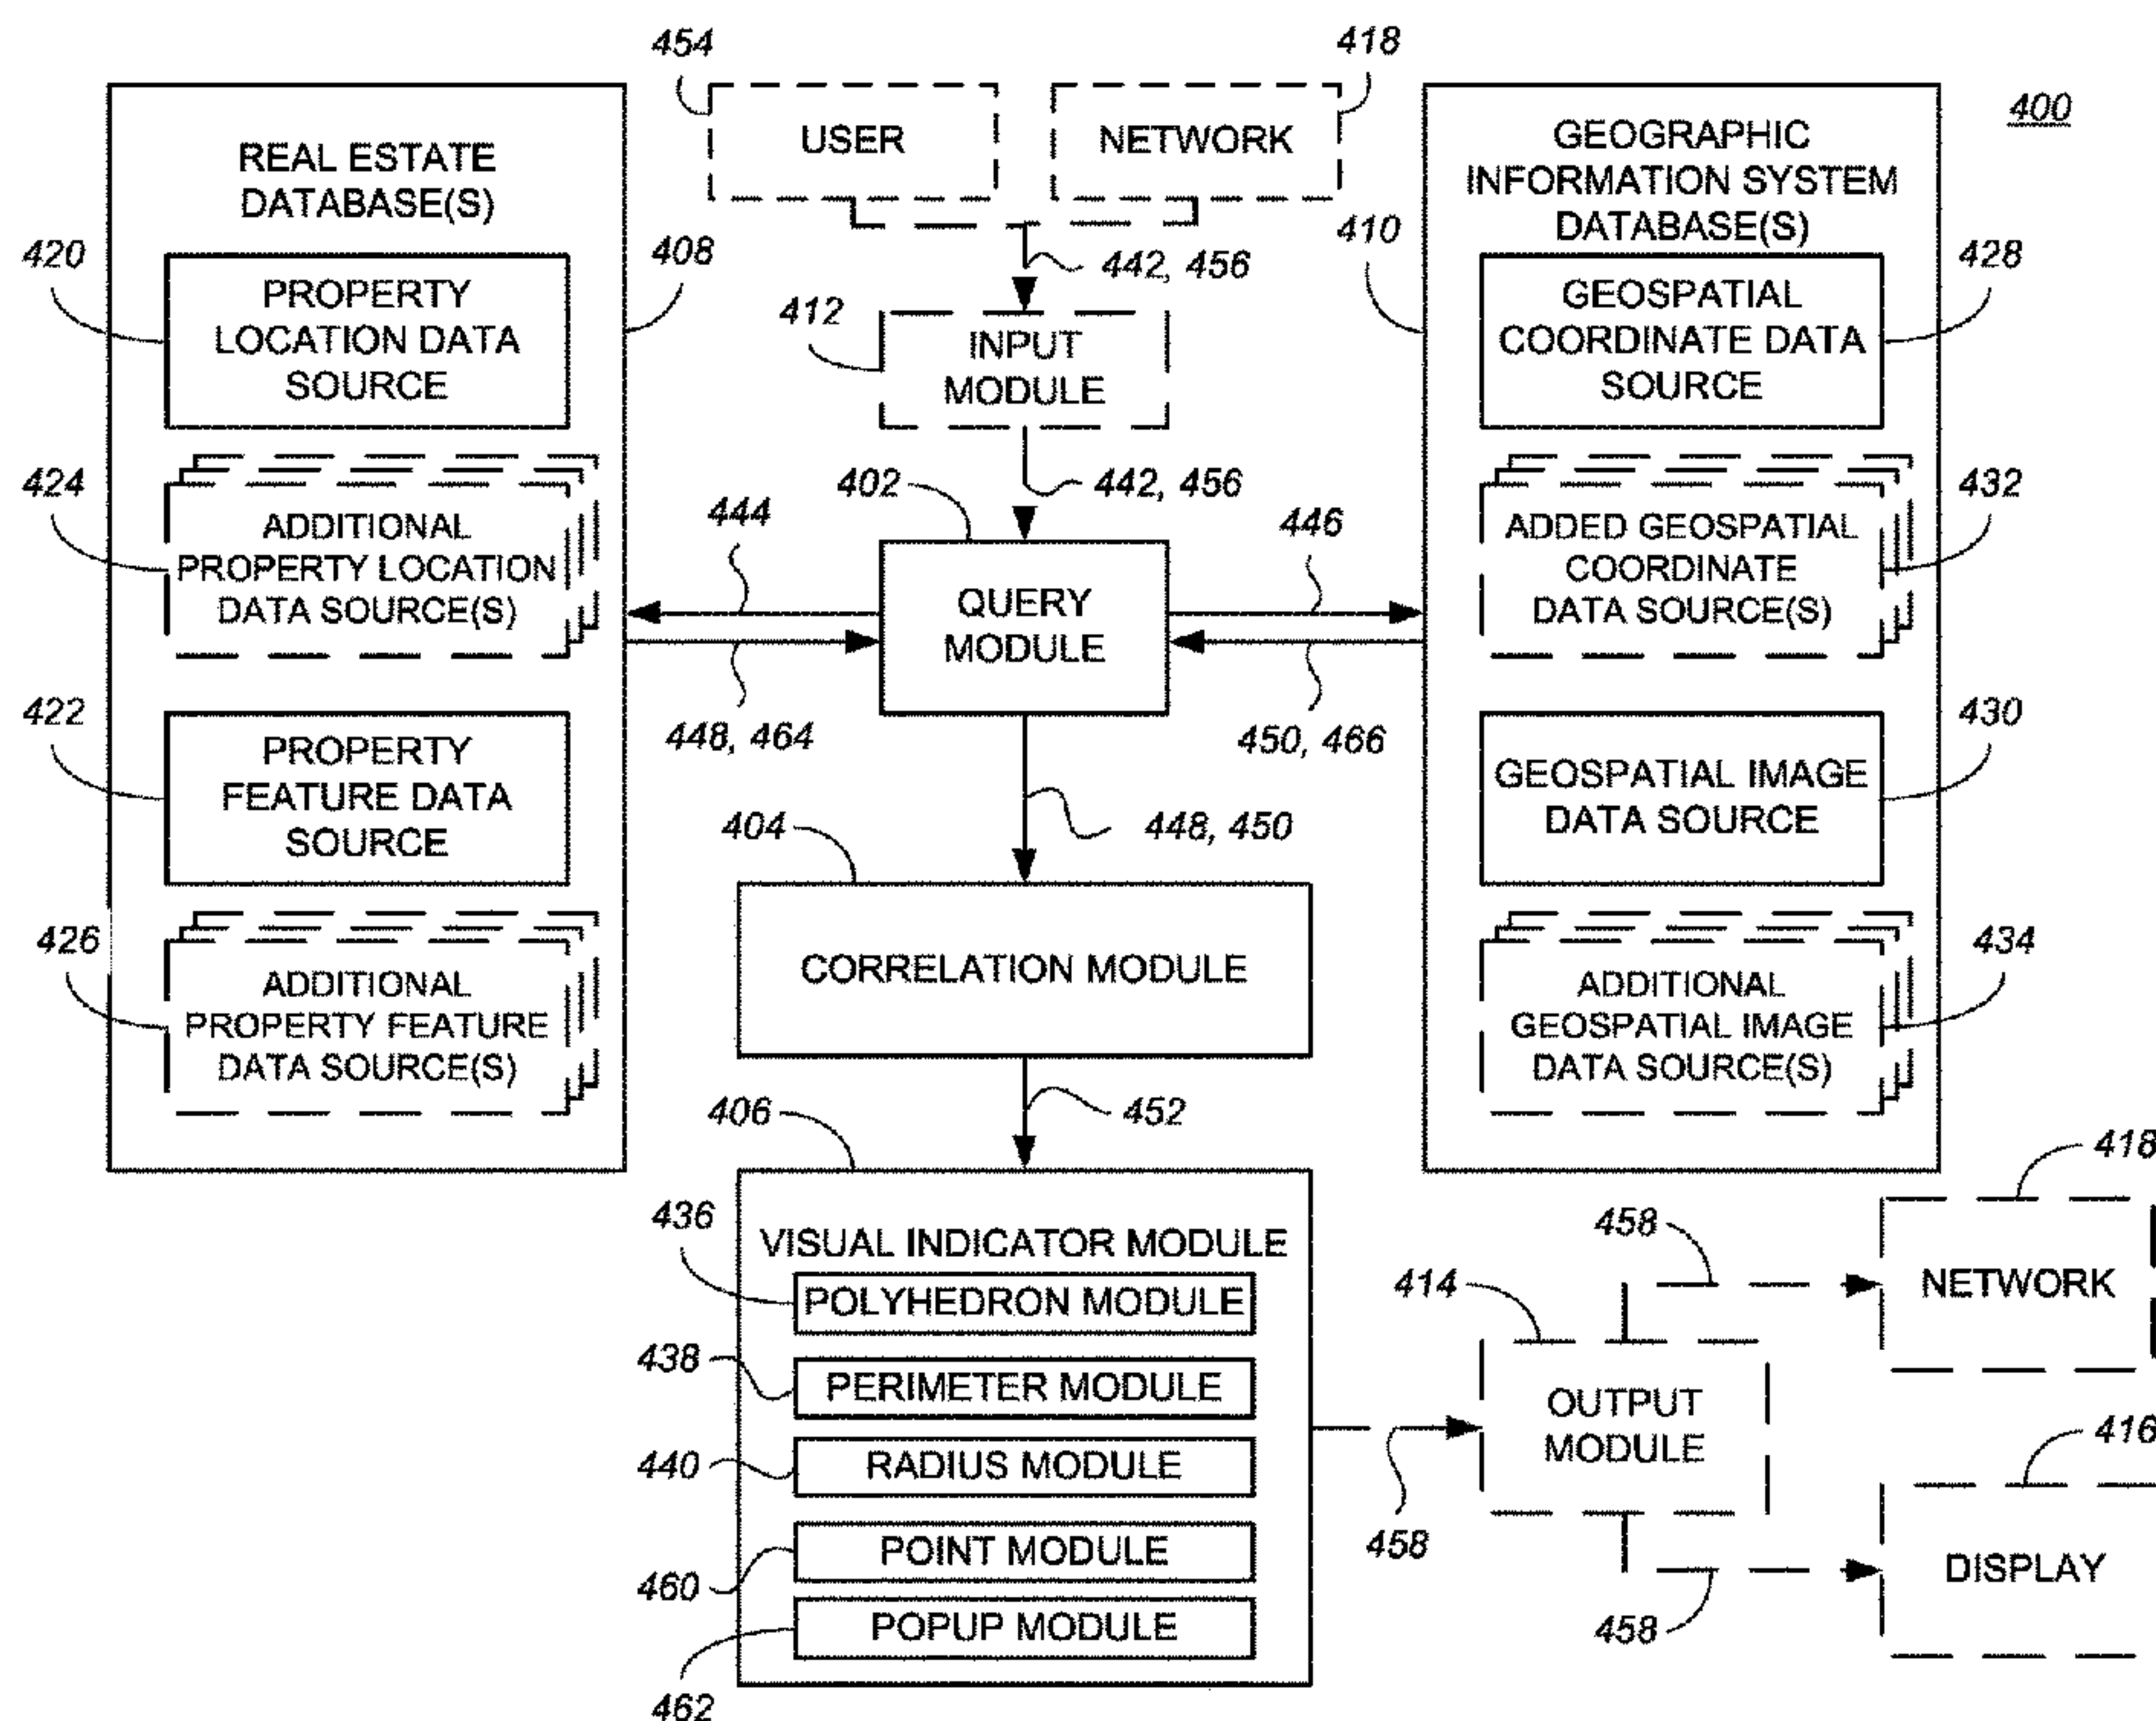 454
418
400
USER
NETWORK
REAL ESTATE
DATABASE(S)
GEOGRAPHIC
INFORMATION SYSTEM
DATABASE(S)
420
PROPERTY
LOCATION DATA
SOURCE
408
442, 456
410
GEOSPATIAL
COORDINATE DATA
SOURCE
428
412
INPUT
MODULE
424
ADDITIONAL
PROPERTY LOCATION
DATA SOURCE(S)
402
442, 456
444
446
ADDED GEOSPATIAL
COORDINATE
DATA SOURCE(S)
432
QUERY
MODULE
422
PROPERTY
FEATURE DATA
SOURCE
448, 464
450, 466
GEOSPATIAL IMAGE
DATA SOURCE
430
404
448, 450
CORRELATION MODULE
426
ADDITIONAL
PROPERTY FEATURE
DATA SOURCE(S)
ADDITIONAL
GEOSPATIAL IMAGE
DATA SOURCE(S)
434
406
452
418
436
VISUAL INDICATOR MODULE
POLYHEDRON MODULE
458
414
NETWORK
438
PERIMETER MODULE
OUTPUT
MODULE
416
440
RADIUS MODULE
458
POINT MODULE
460
DISPLAY
POPUP MODULE
458
462